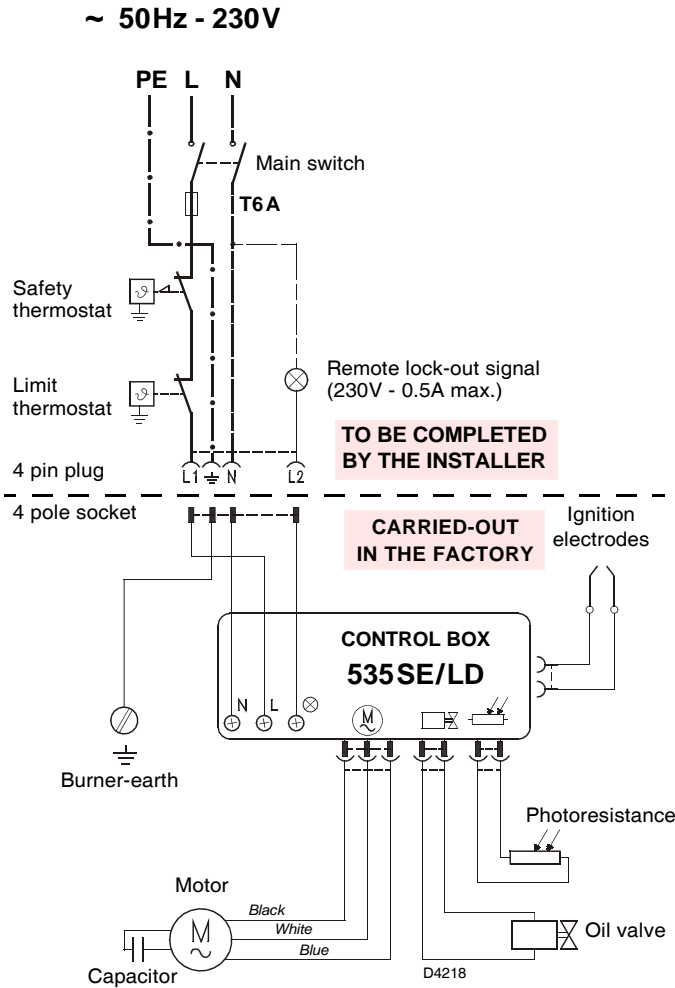 ~ 50Hz - 230V
PE L N
Main switch
T6A
Safety
thermostat
Limit
thermostat
Remote lock-out signal
(230V - 0.5A max.)
TO BE COMPLETED
BY THE INSTALLER
4 pin plug
L1 N L2
4 pole socket
CARRIED-OUT
IN THE FACTORY
Ignition
electrodes
CONTROL BOX
535SE/LD
N L
M
Burner-earth
Photoresistance
Motor
Black
White
Blue
M
~
Capacitor
Oil valve
D4218